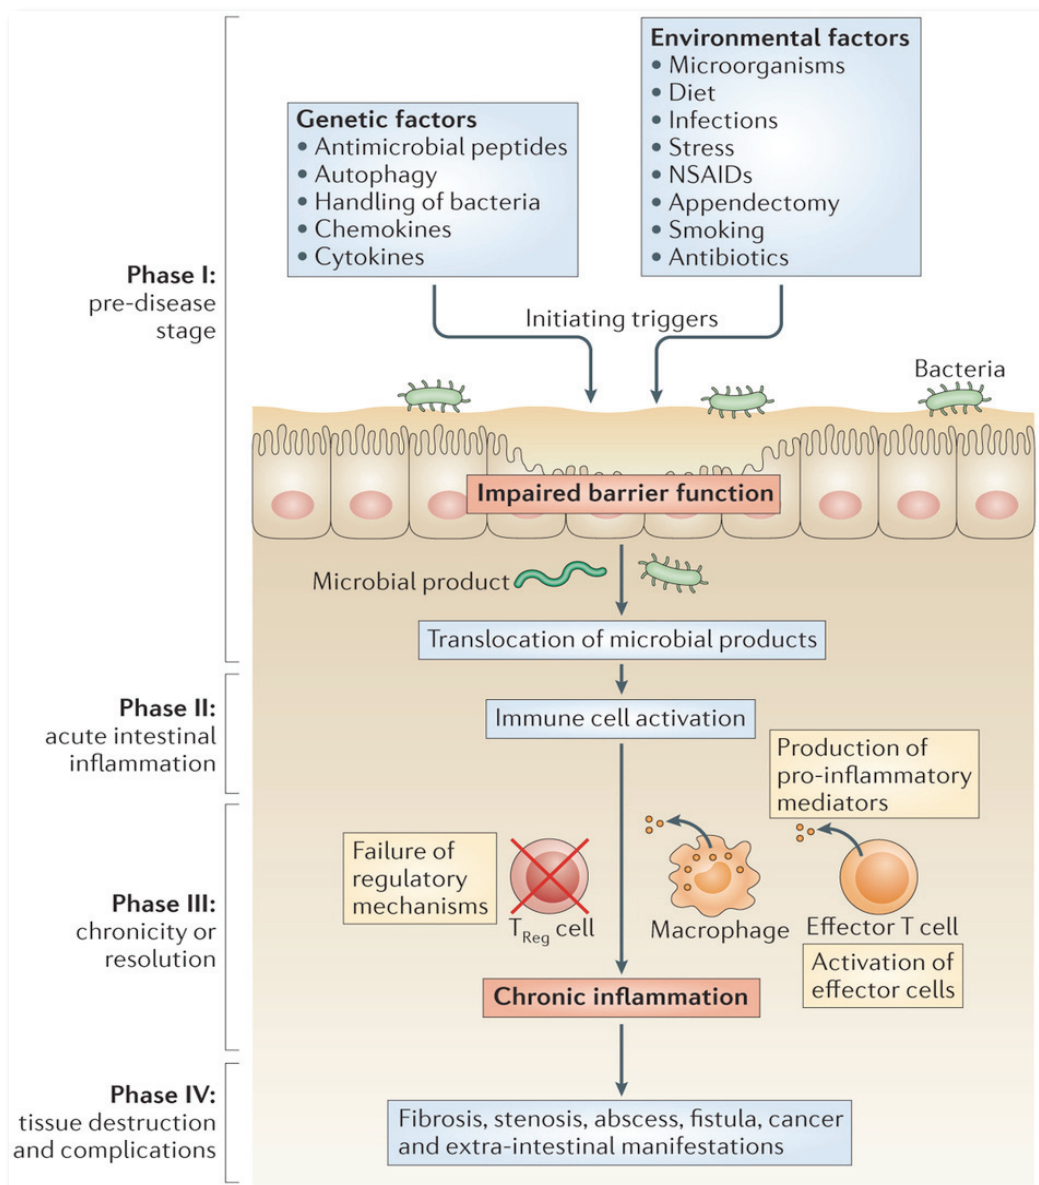 Environmental factors
• Microorganisms
• Diet
• Infections
• Stress
• NSAIDs
• Appendectomy
• Smoking
• Antibiotics
Genetic factors
• Antimicrobial peptides
• Autophagy
• Handling of bacteria
• Chemokines
• Cytokines
Phase I:
pre-disease
stage
Initiating triggers
Bacteria
Impaired barrier function
Microbial product
Translocation of microbial products
Phase II:
acute intestinal
inflammation
Immune cell activation
Production of
pro-inflammatory
mediators
Phase III:
chronicity or
resolution
Failure of
regulatory
mechanisms
TReg cell
Macrophage
Effector T cell
Activation of
effector cells
Chronic inflammation
Phase IV:
tissue destruction
and complications
Fibrosis, stenosis, abscess, fistula, cancer
and extra-intestinal manifestations